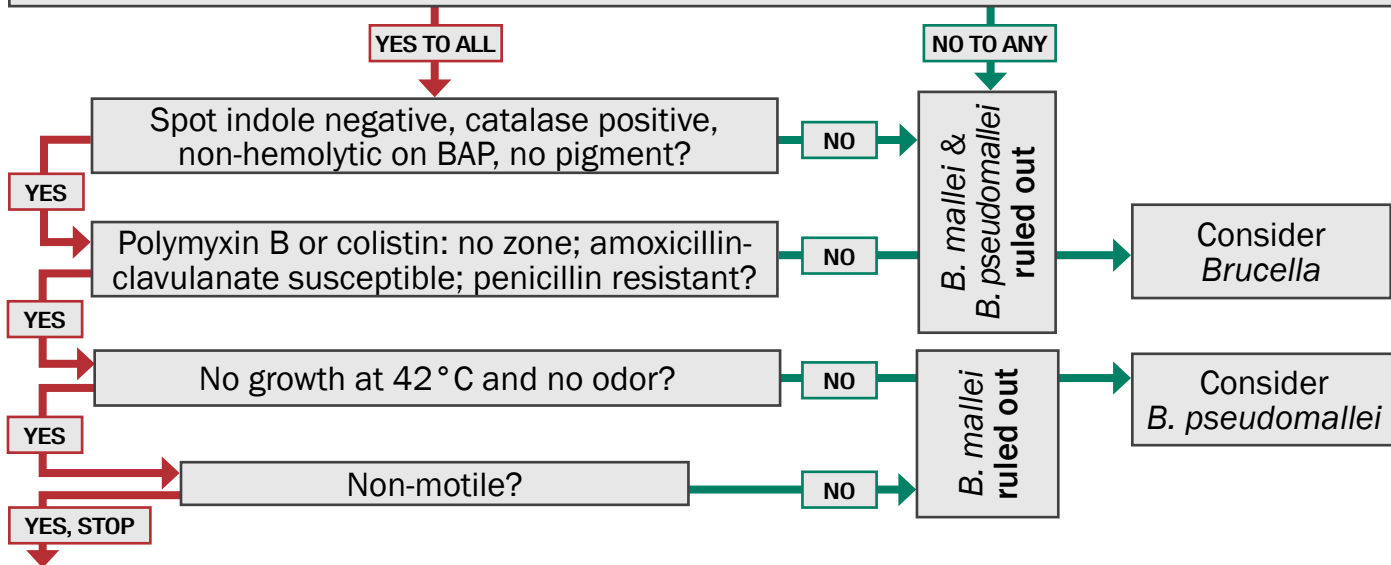 YES TO ALL
NO TO ANY
Spot indole negative, catalase positive,
non-hemolytic on BAP, no pigment?
NO
B. mallei &
B. pseudomallei
ruled out
YES
Polymyxin B or colistin: no zone; amoxicillin-
clavulanate susceptible; penicillin resistant?
NO
Consider
Brucella
YES
No growth at 42°C and no odor?
NO
B. mallei
ruled out
Consider
B. pseudomallei
YES
Non-motile?
NO
YES, STOP